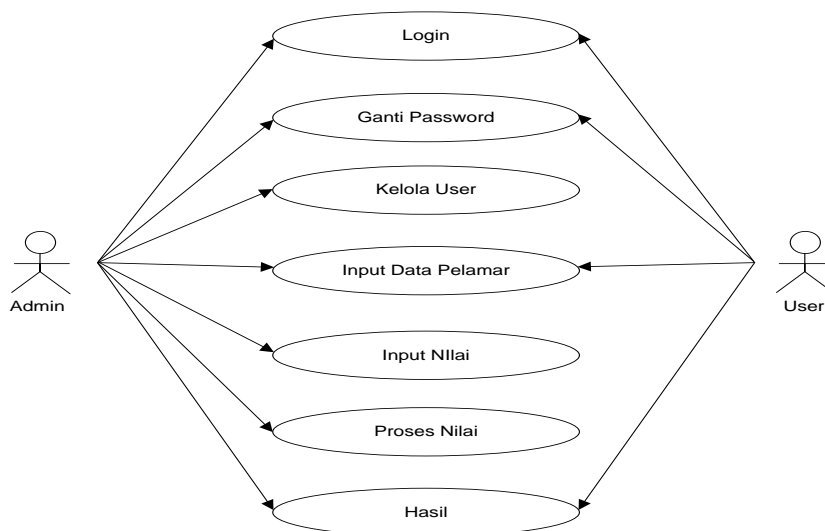 Login
Ganti Password
Kelola User
Input Data Pelamar
Admin
User
Input NIlai
Proses Nilai
Hasil